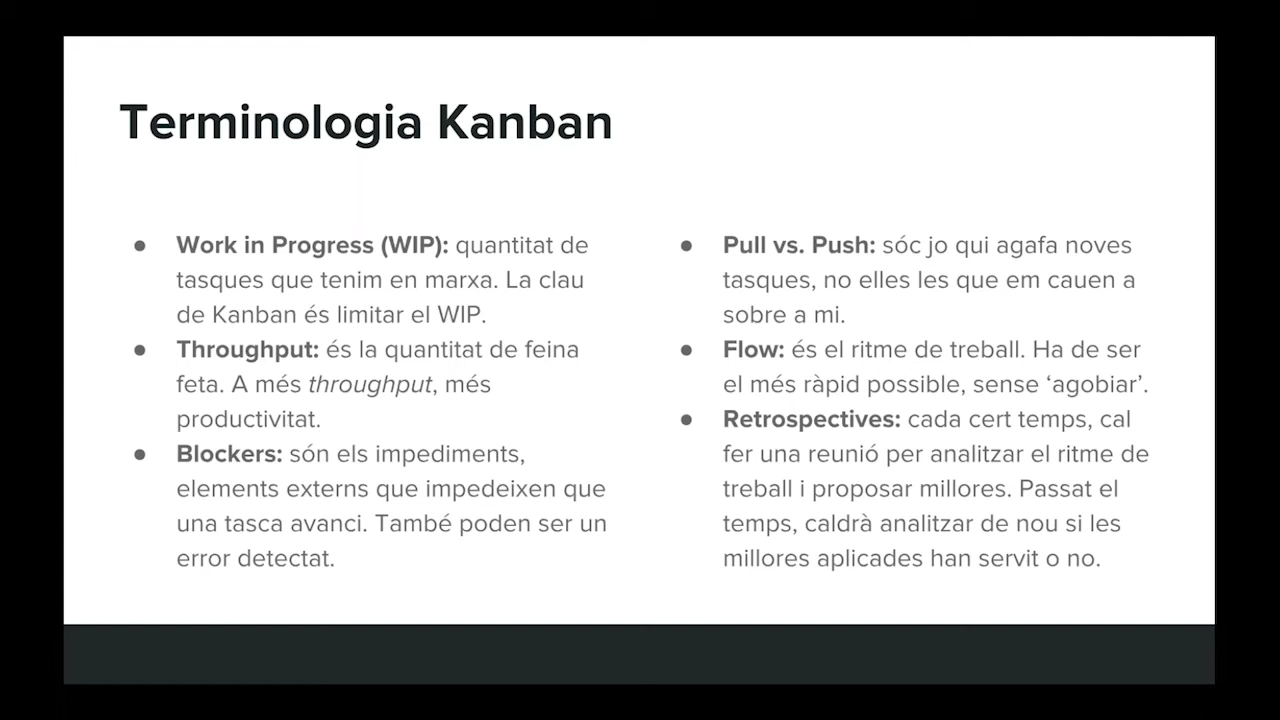 Terminologia Kanban
● Work in Progress (WIP): quantitat de
tasques que tenim en marxa. La clau
de Kanban és limitar el WIP.
● Throughput: és la quantitat de feina
feta. A més throughput, més
productivitat.
● Blockers: són els impediments,
elements externs que impedeixen que
una tasca avanci. També poden ser un
error detectat.
● Pull vs. Push: sóc jo qui agafa noves
tasques, no elles les que em cauen a
sobre a mi.
● Flow: és el ritme de treball. Ha de ser
el més ràpid possible, sense ‘agobiar’.
● Retrospectives: cada cert temps, cal
fer una reunió per analitzar el ritme de
treball i proposar millores. Passat el
temps, caldrà analitzar de nou si les
millores aplicades han servit o no.